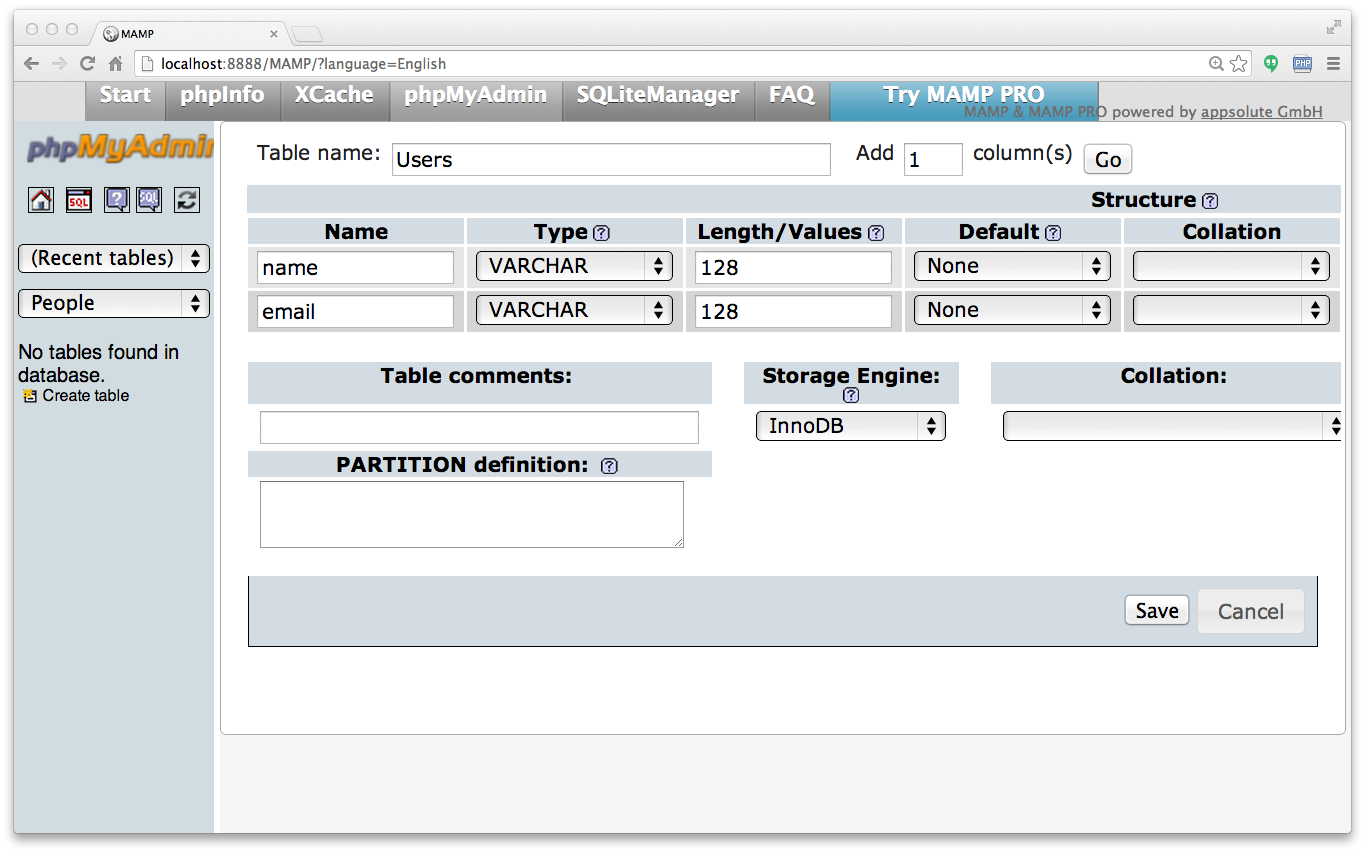 MAMP
localhost:8888/MAMP/?language=English
PHP
Start phpInfo XCache phpMyAdmin SQLiteManager FAQ Try MAMP PRO
MAMP & MAMP PRO powered by appsolute GmbH
phpMyAdmin
SQL ? SQL
(Recent tables)
People
No tables found in
database.
Create table
Table name: Users Add 1 column(s) Go
Structure ?
Name Type ? Length/Values ? Default ? Collation
name VARCHAR 128 None
email VARCHAR 128 None
Table comments: Storage Engine: ? Collation:
InnoDB
PARTITION definition: ?
Save Cancel